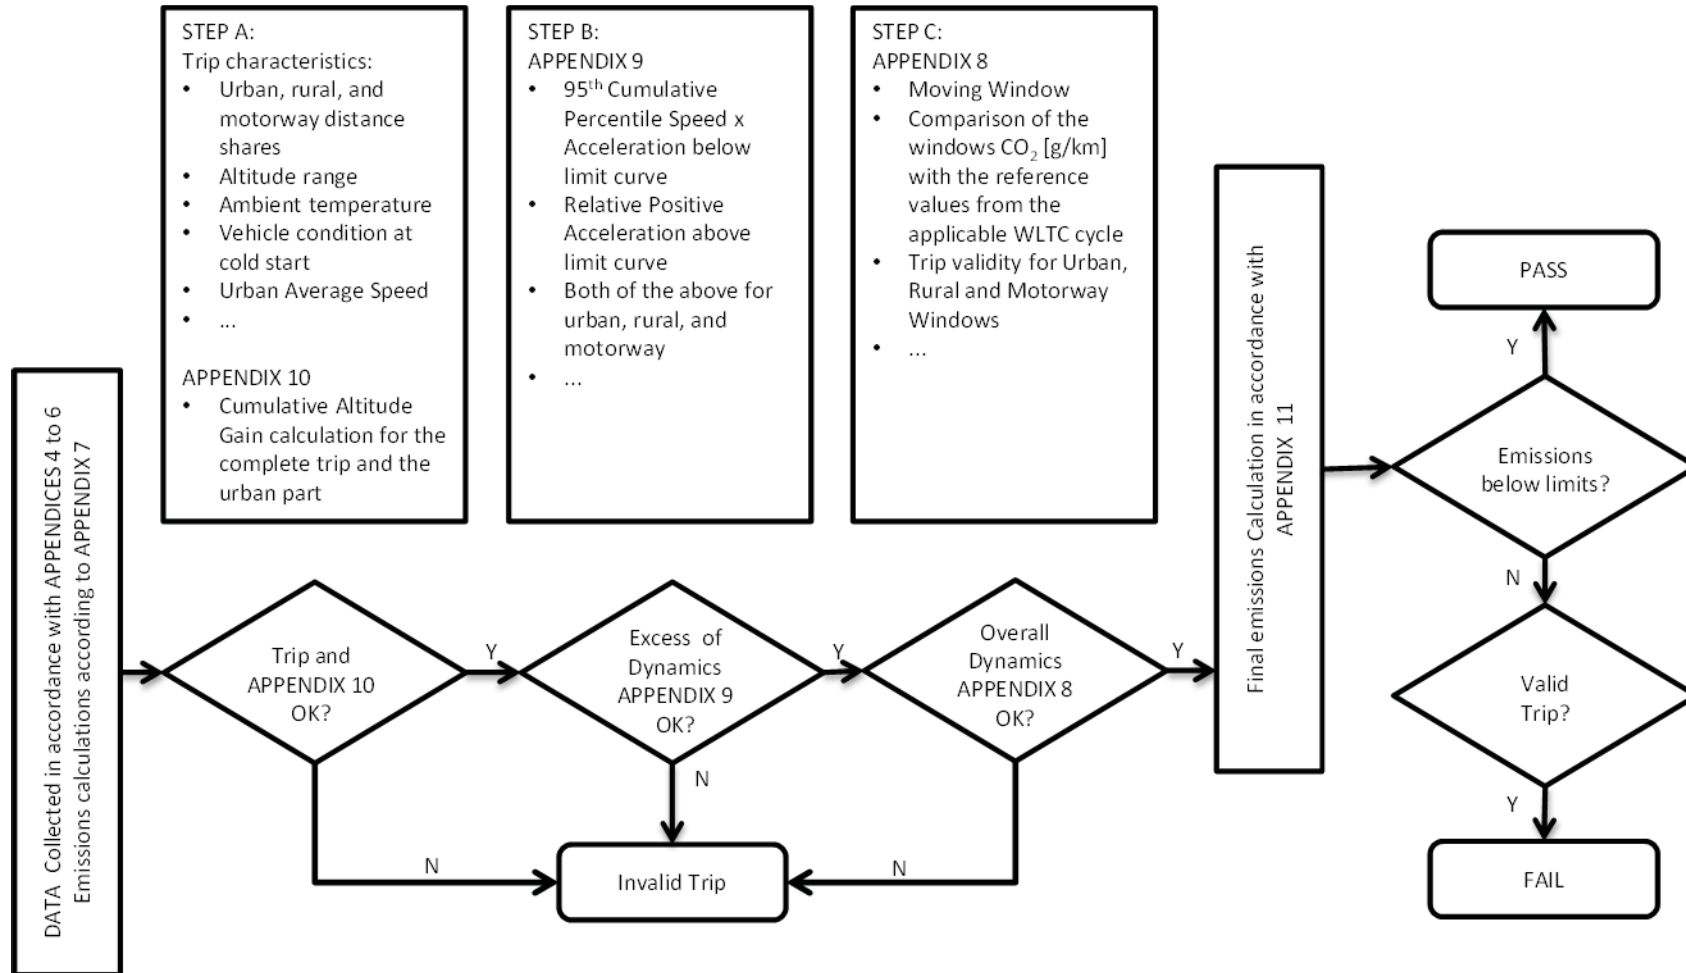 STEP A:
Trip characteristics:
• Urban, rural, and
motorway distance
shares
• Altitude range
• Ambient temperature
• Vehicle condition at
cold start
• Urban Average Speed
• ...
APPENDIX 10
• Cumulative Altitude
Gain calculation for the
complete trip and the
urban part
STEP B:
APPENDIX 9
• 95th Cumulative
Percentile Speed x
Acceleration below
limit curve
• Relative Positive
Acceleration above
limit curve
• Both of the above for
urban, rural, and
motorway
• ...
STEP C:
APPENDIX 8
• Moving Window
• Comparison of the
windows CO2 [g/km]
with the reference
values from the
applicable WLTC cycle
• Trip validity for Urban,
Rural and Motorway
Windows
• ...
DATA Collected in accordance with APPENDICES 4 to 6
Emissions calculations according to APPENDIX 7
Trip and
APPENDIX 10
OK?
Y
N
Excess of
Dynamics
APPENDIX 9
OK?
Y
N
Overall
Dynamics
APPENDIX 8
OK?
Y
N
Invalid Trip
Final emissions Calculation in accordance with
APPENDIX 11
PASS
Y
Emissions
below limits?
N
Valid
Trip?
Y
FAIL